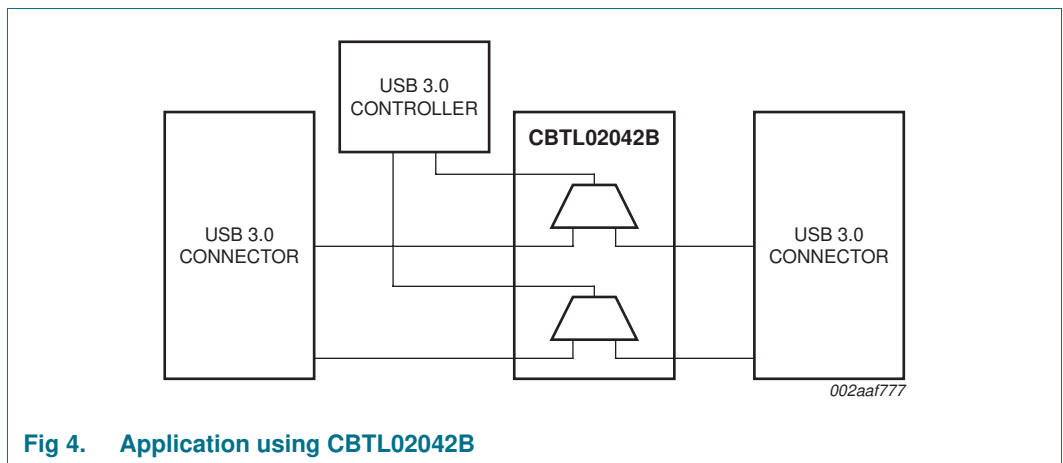 USB 3.0
CONTROLLER
CBTL02042B
USB 3.0
CONNECTOR
USB 3.0
CONNECTOR
002aaf777
Fig 4. Application using CBTL02042B